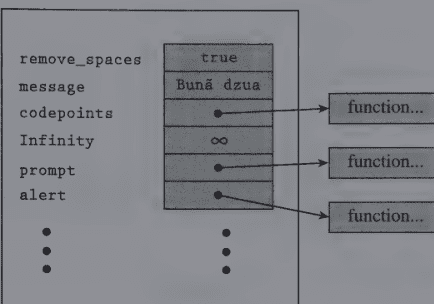 remove_spaces true
message Bună dzua
codepoints function...
Infinity ∞
prompt function...
alert function...